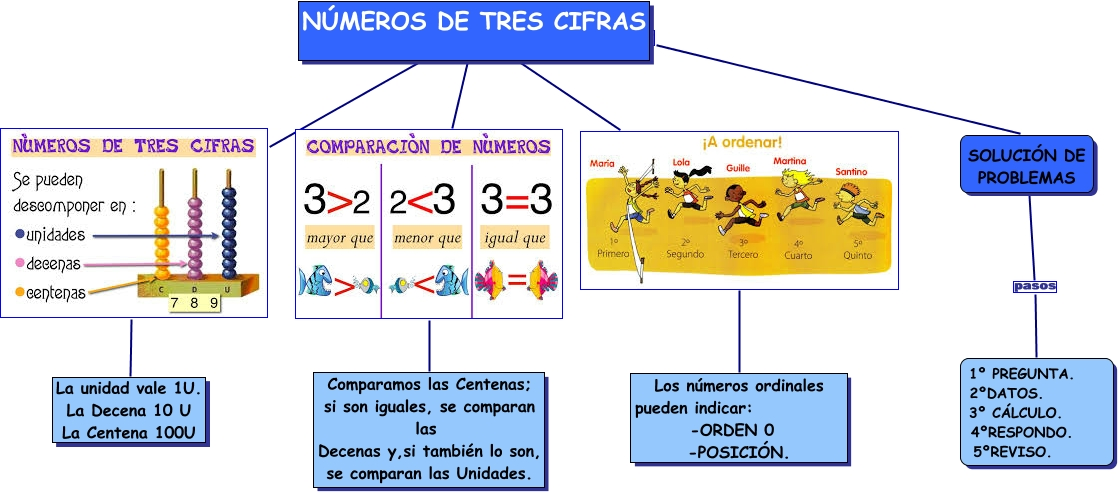 NÚMEROS DE TRES CIFRAS
NÙMEROS DE TRES CIFRAS
Se pueden
descomponer en :
unidades
decenas
centenas
C D U
7 8 9
COMPARACIÒN DE NÙMEROS
3>2 2<3 3=3
mayor que menor que igual que
> < =
¡A ordenar!
María Lola Guille Martina Santino
1º 2º 3º 4º 5º
Primero Segundo Tercero Cuarto Quinto
SOLUCIÓN DE
PROBLEMAS
pasos
La unidad vale 1U.
La Decena 10 U
La Centena 100U
Comparamos las Centenas;
si son iguales, se comparan
las
Decenas y,si también lo son,
se comparan las Unidades.
Los números ordinales
pueden indicar:
-ORDEN 0
-POSICIÓN.
1º PREGUNTA.
2ºDATOS.
3º CÁLCULO.
4ºRESPONDO.
5ºREVISO.